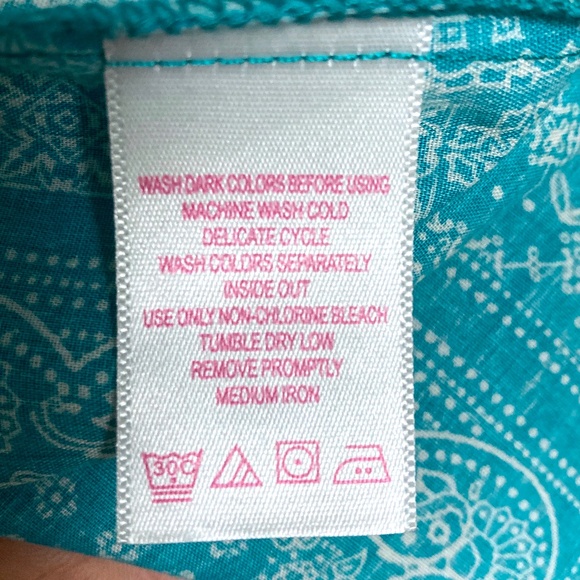 WASH DARK COLORS BEFORE USING
MACHINE WASH COLD
DELICATE CYCLE
WASH COLORS SEPARATELY
INSIDE OUT
USE ONLY NON-CHLORINE BLEACH
TUMBLE DRY LOW
REMOVE PROMPTLY
MEDIUM IRON
30C